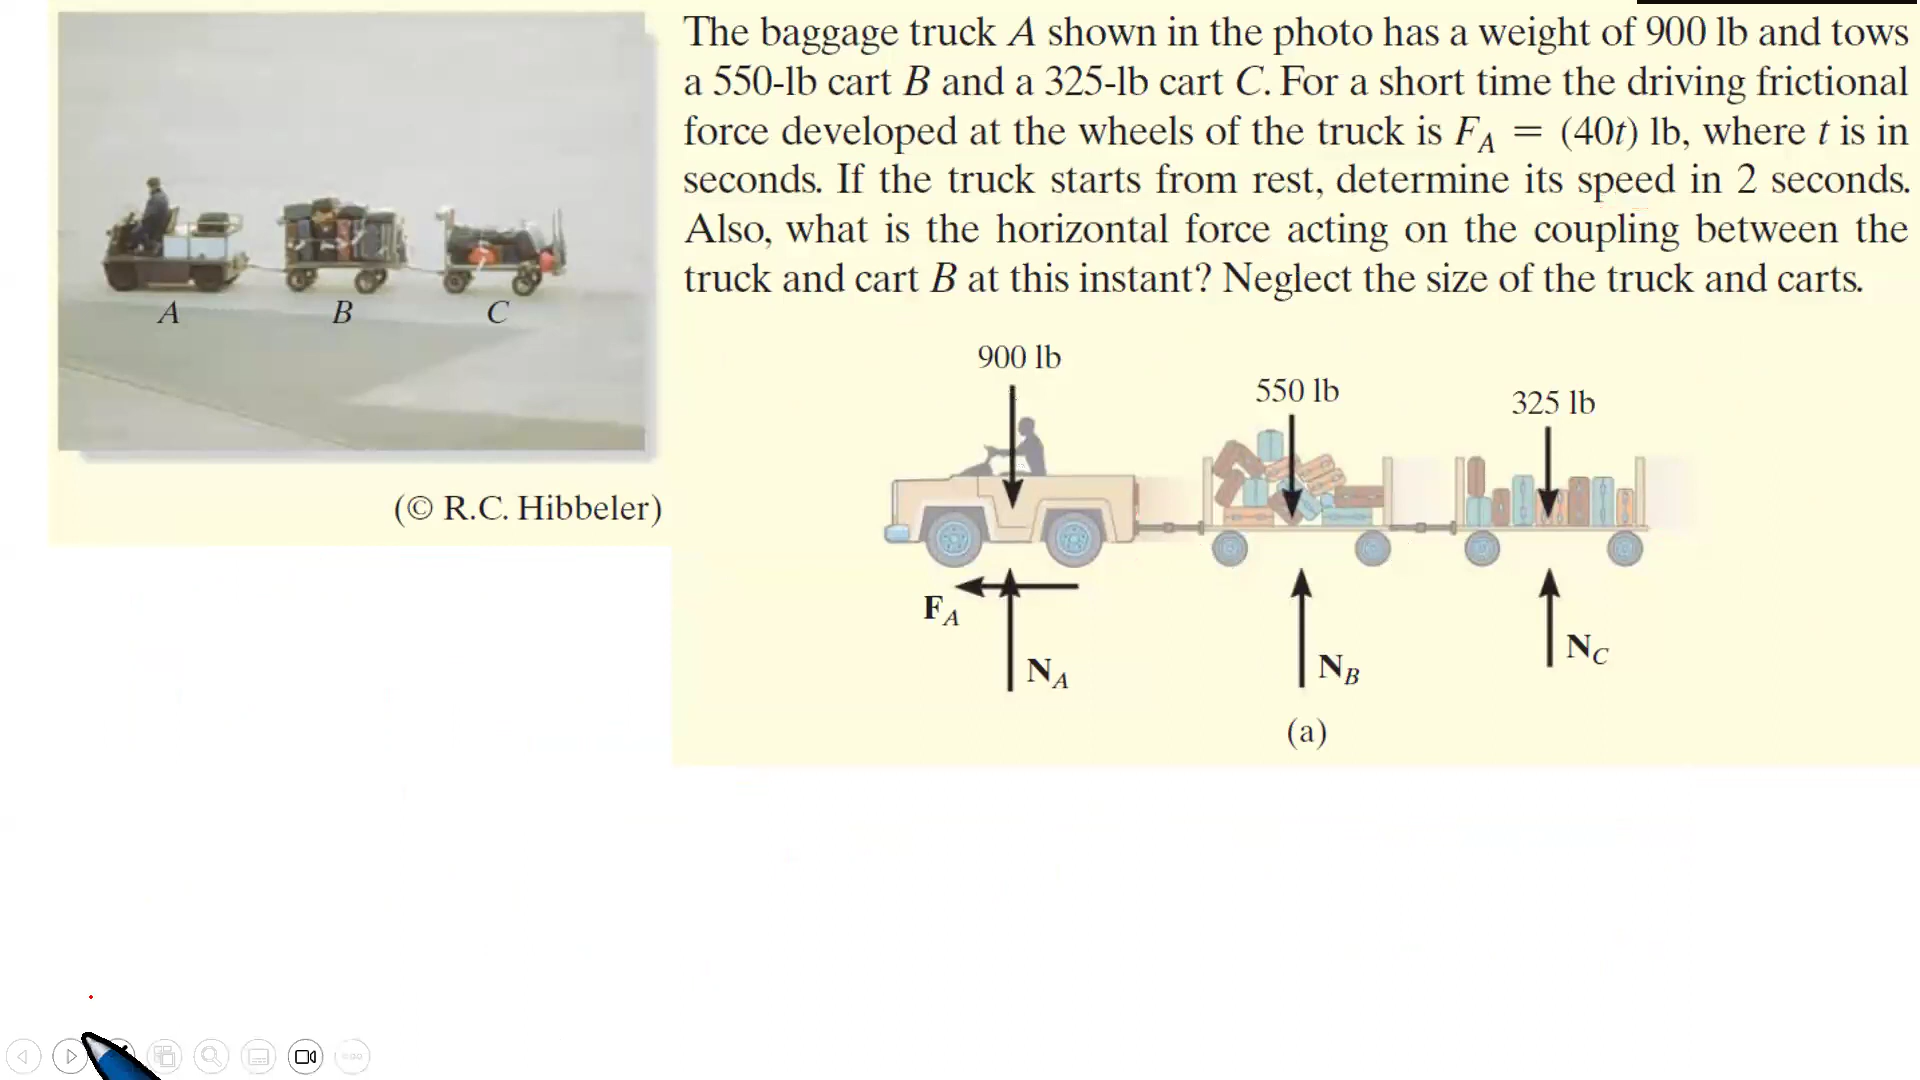 The baggage truck A shown in the photo has a weight of 900 lb and tows
a 550-lb cart B and a 325-lb cart C. For a short time the driving frictional
force developed at the wheels of the truck is F_A = (40t) lb, where t is in
seconds. If the truck starts from rest, determine its speed in 2 seconds.
Also, what is the horizontal force acting on the coupling between the
truck and cart B at this instant? Neglect the size of the truck and carts.
A B C
(© R.C. Hibbeler)
900 lb
550 lb
325 lb
F_A
N_A
N_B
N_C
(a)